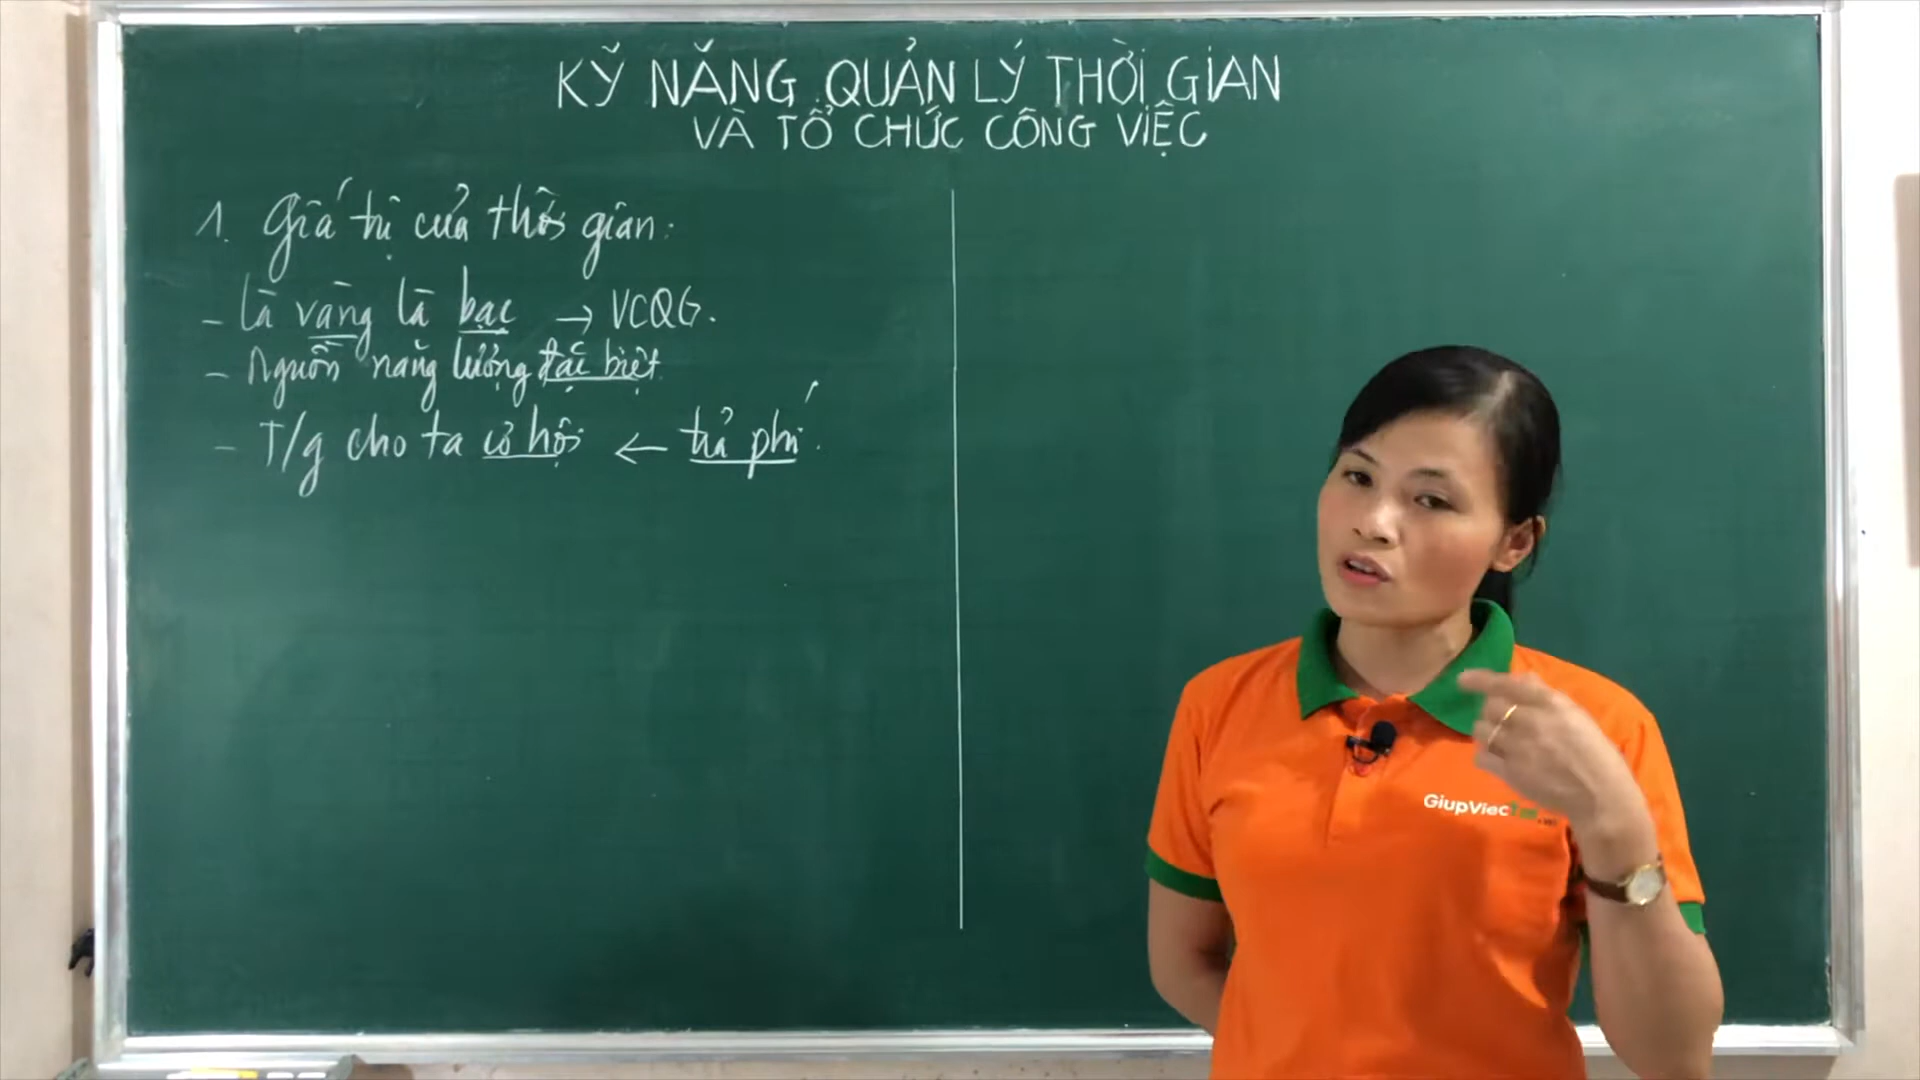 KỸ NĂNG QUẢN LÝ THỜI GIAN
VÀ TỔ CHỨC CÔNG VIỆC
1. Giá trị của thời gian:
- Là vàng là bạc → VCQG.
- Nguồn năng lượng đặc biệt
- T/g cho ta cơ hội ← trả phí.
GiupViec